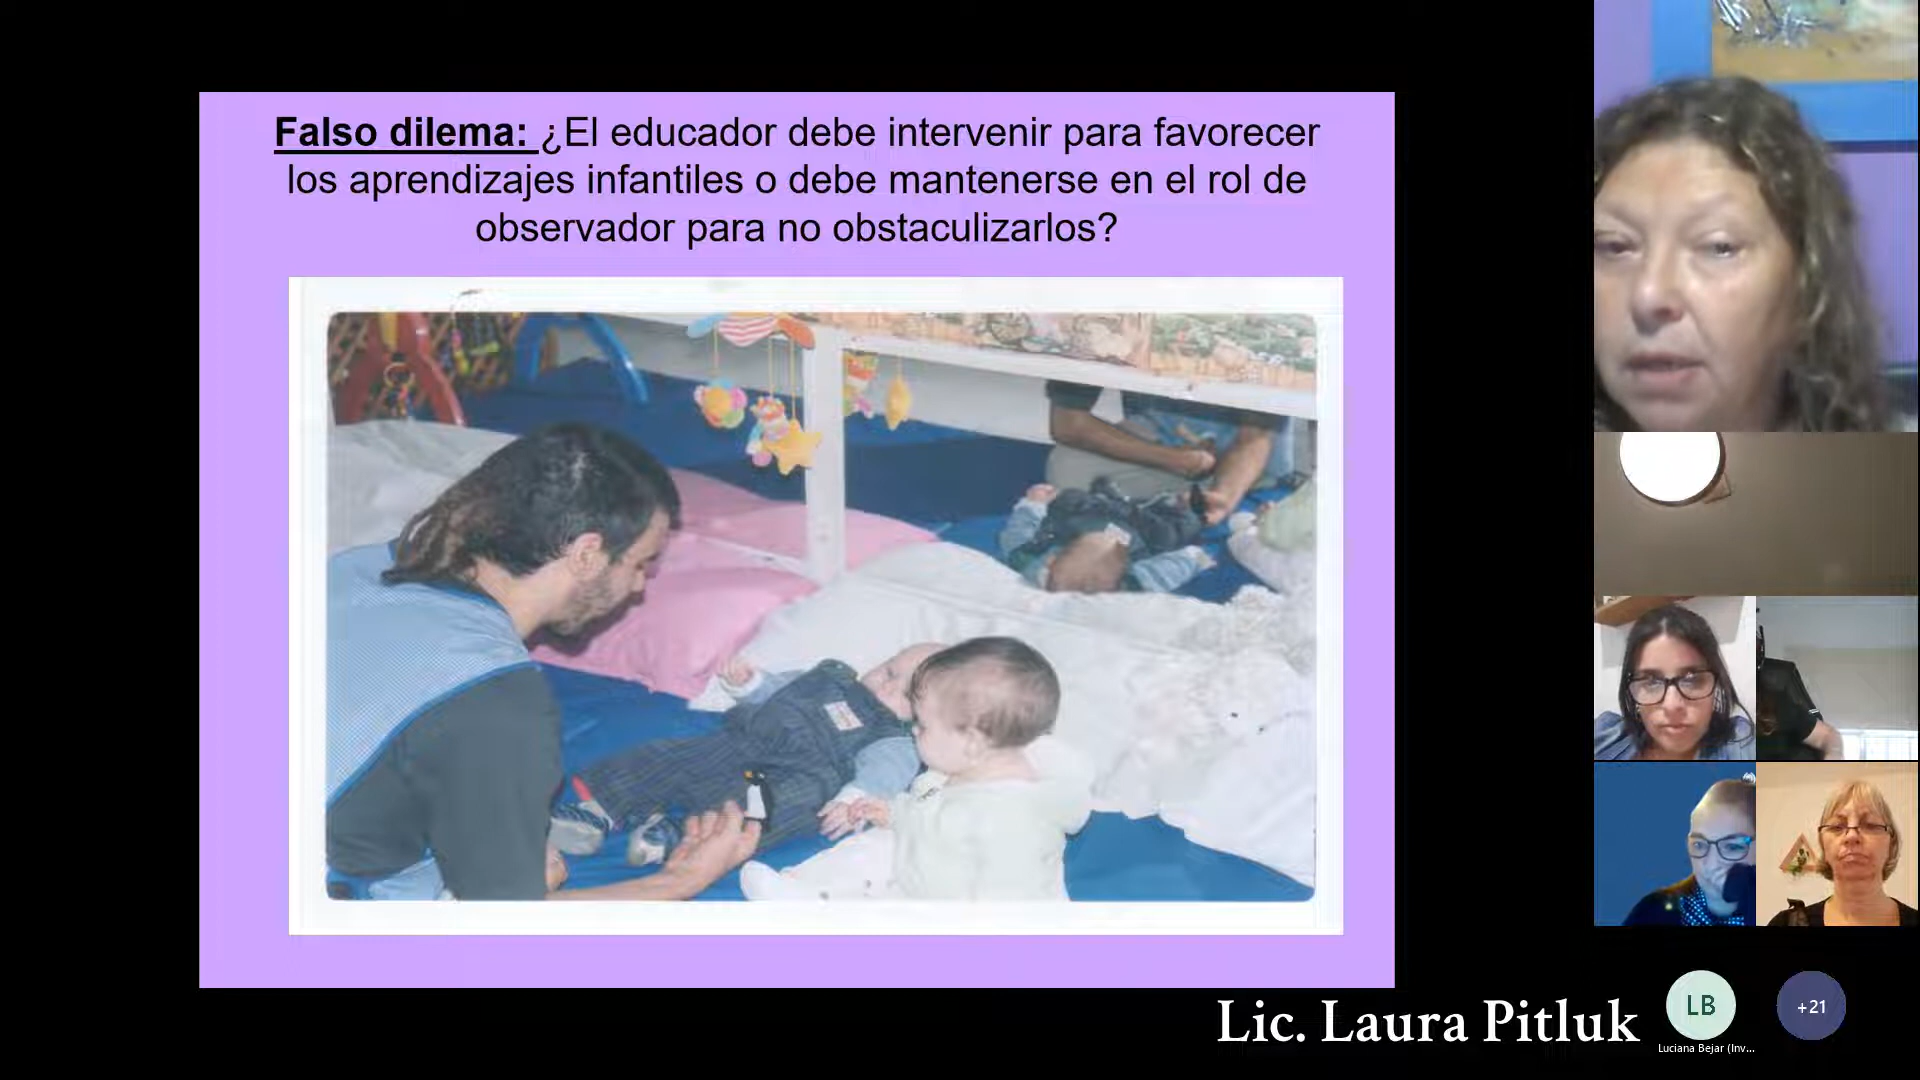 Falso dilema: ¿El educador debe intervenir para favorecer
los aprendizajes infantiles o debe mantenerse en el rol de
observador para no obstaculizarlos?
Lic. Laura Pitluk
LB
+21
Luciana Bejar (Inv...